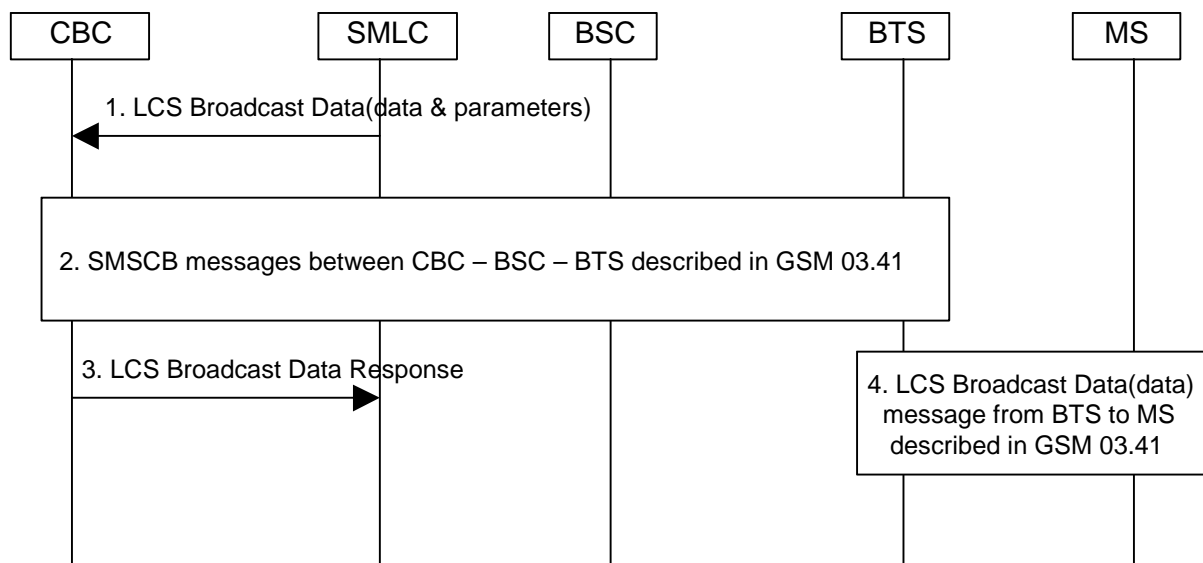 CBC SMLC BSC BTS MS
1. LCS Broadcast Data(data & parameters)
2. SMSCB messages between CBC – BSC – BTS described in GSM 03.41
3. LCS Broadcast Data Response
4. LCS Broadcast Data(data)
message from BTS to MS
described in GSM 03.41